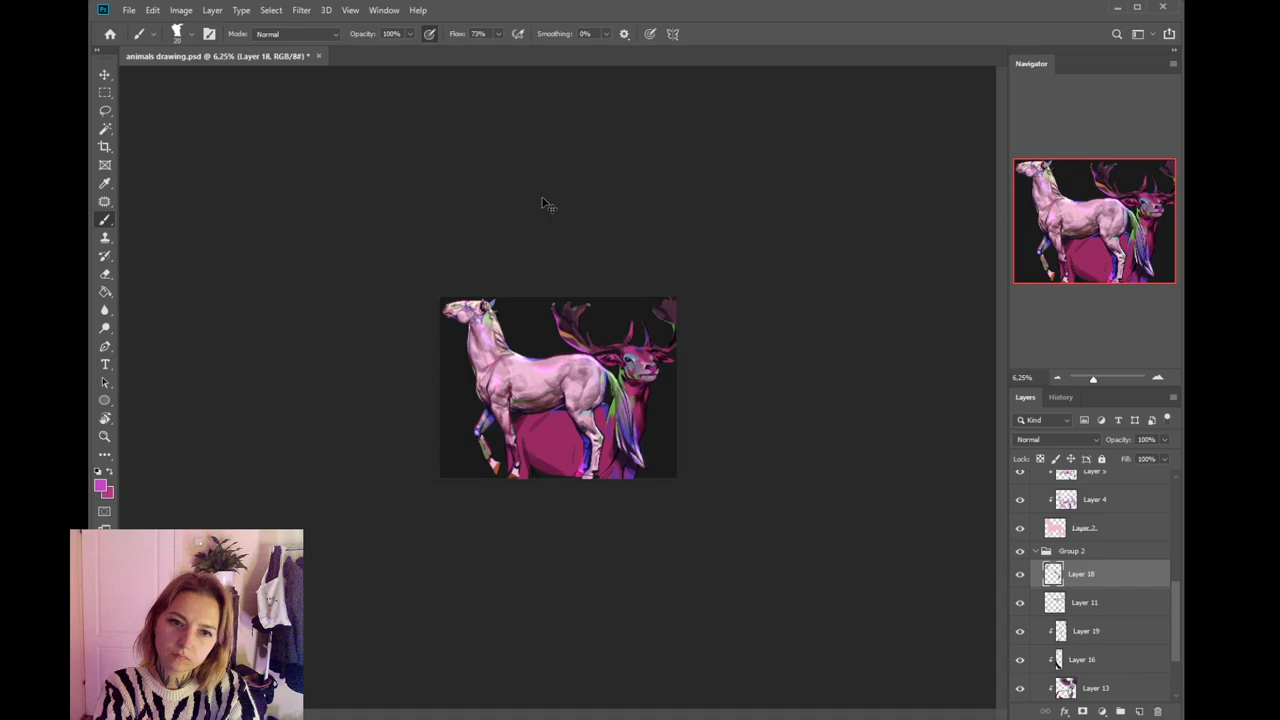 Ps File Edit Image Layer Type Select Filter 3D View Window Help
20 Mode: Normal Opacity: 100% Flow: 73% Smoothing: 0%
animals drawing.psd @ 6,25% (Layer 18, RGB/8#) * ×
Navigator
6,25%
Layers History
Kind
Normal Opacity: 100%
Lock: Fill: 100%
Layer 5
Layer 4
Layer 2
Group 2
Layer 18
Layer 11
Layer 19
Layer 16
Layer 13
fx